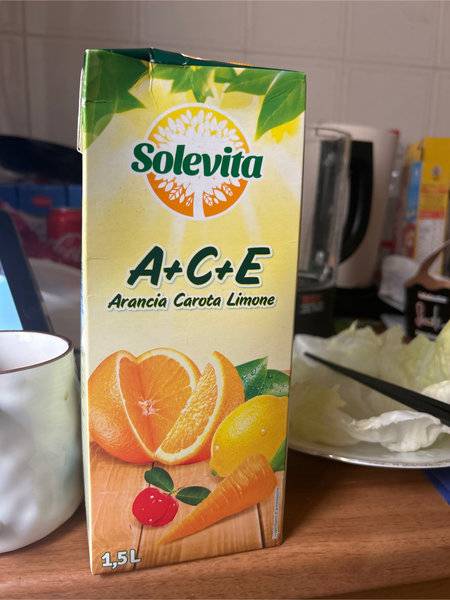 Solevita
A+C+E
Arancia Carota Limone
1,5L